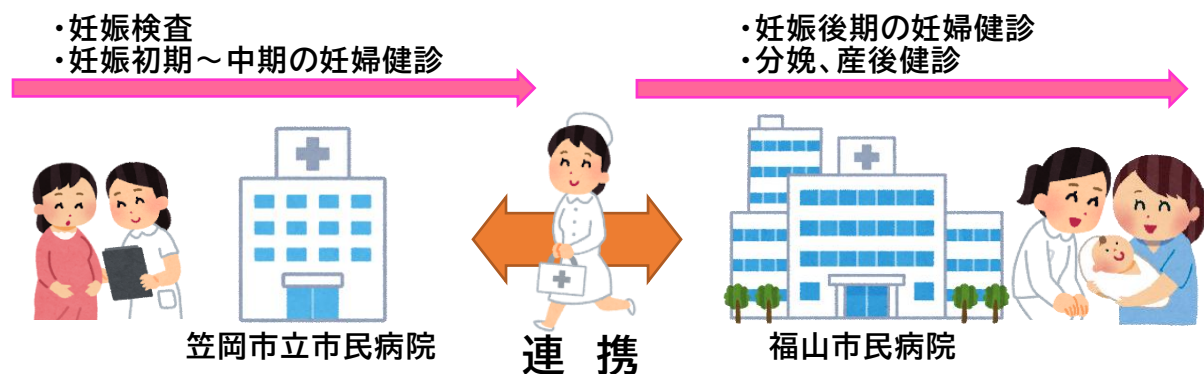 ・妊娠検査
・妊娠初期～中期の妊婦健診
・妊娠後期の妊婦健診
・分娩、産後健診
笠岡市立市民病院
連 携
福山市民病院